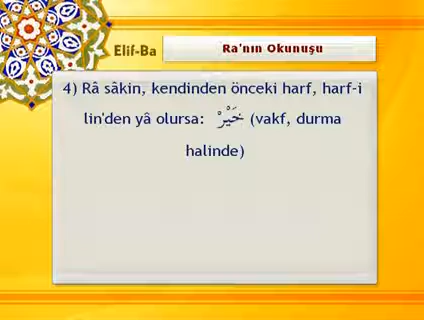 Elif-Ba
Ra'nın Okunuşu
4) Râ sâkin, kendinden önceki harf, harf-i
lin'den yâ olursa: خَيْرْ (vakf, durma
halinde)